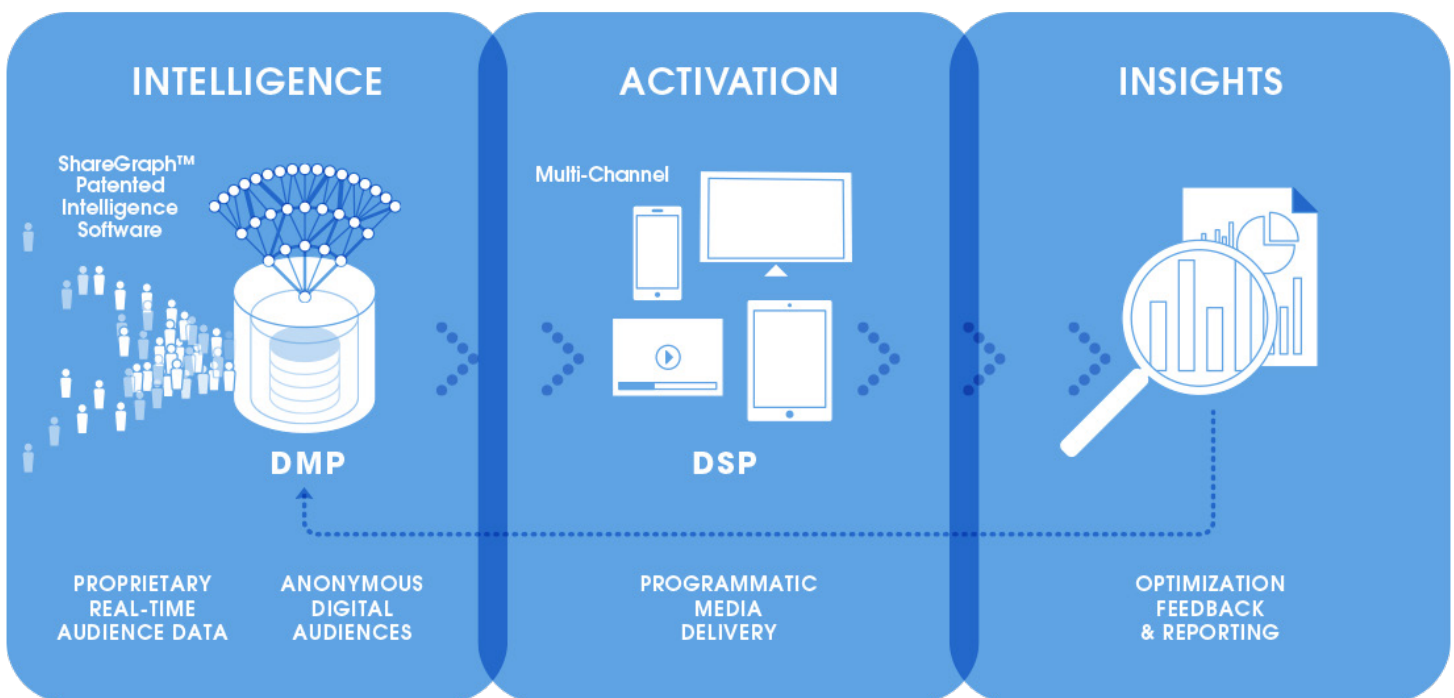 INTELLIGENCE
ShareGraph™
Patented
Intelligence
Software
DMP
PROPRIETARY
REAL-TIME
AUDIENCE DATA
ANONYMOUS
DIGITAL
AUDIENCES
ACTIVATION
Multi-Channel
DSP
PROGRAMMATIC
MEDIA
DELIVERY
INSIGHTS
OPTIMIZATION
FEEDBACK
& REPORTING